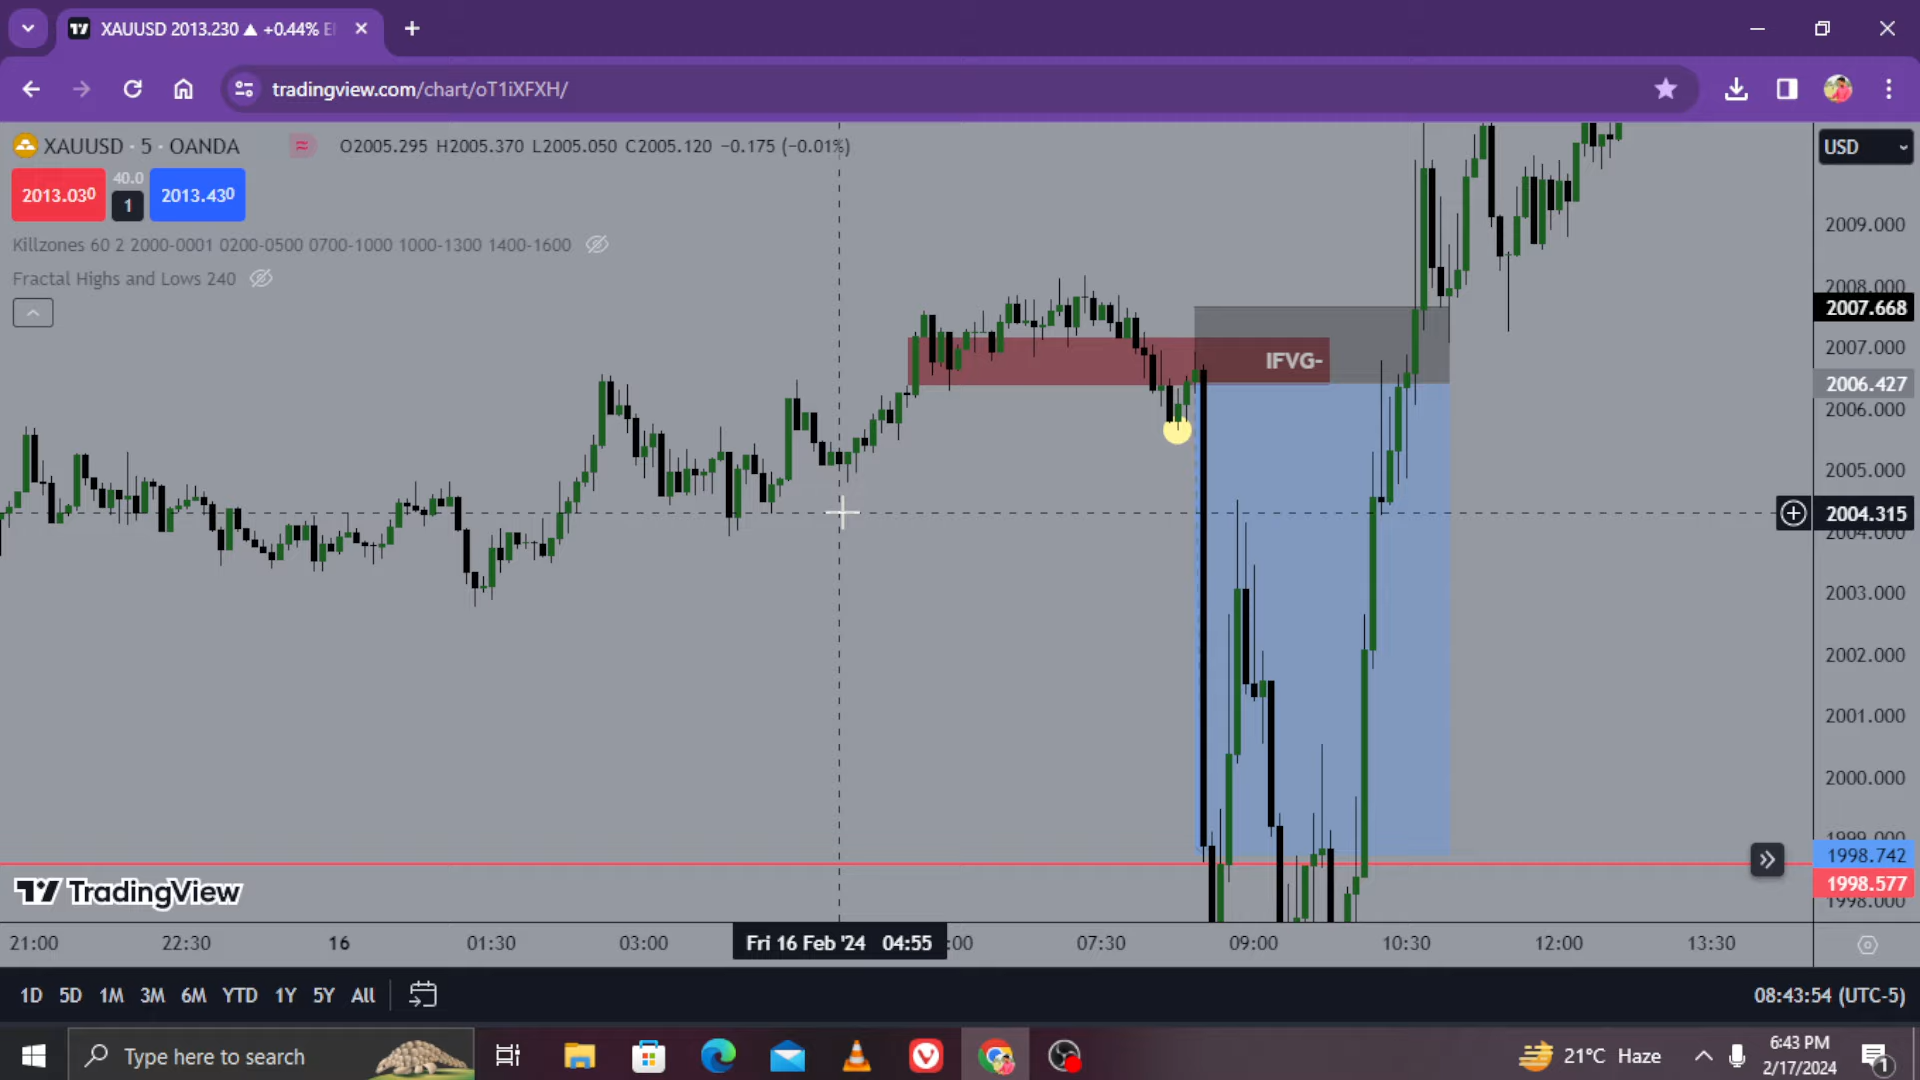 XAUUSD 2013.230 ▲ +0.44%
tradingview.com/chart/oT1iXFXH/
XAUUSD · 5 · OANDA
O2005.295 H2005.370 L2005.050 C2005.120 −0.175 (−0.01%)
USD
2013.030
40.0
1
2013.430
Killzones 60 2 2000-0001 0200-0500 0700-1000 1000-1300 1400-1600
Fractal Highs and Lows 240
2009.000
2008.000
2007.668
2007.000
IFVG-
2006.427
2006.000
2005.000
2004.315
2004.000
2003.000
2002.000
2001.000
2000.000
1999.000
1998.742
1998.577
1998.000
TradingView
21:00 22:30 16 01:30 03:00 Fri 16 Feb '24 04:55 :00 07:30 09:00 10:30 12:00 13:30
1D 5D 1M 3M 6M YTD 1Y 5Y All
08:43:54 (UTC-5)
Type here to search
21°C Haze
6:43 PM
2/17/2024
1